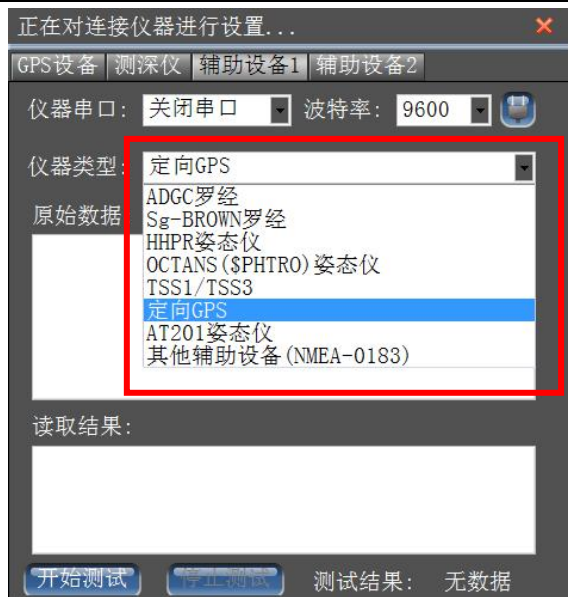 正在对连接仪器进行设置...
GPS设备 测深仪 辅助设备1 辅助设备2
仪器串口: 关闭串口 波特率: 9600
仪器类型: 定向GPS
原始数据
ADGC罗经
Sg-BROWN罗经
HHPR姿态仪
OCTANS($PHTRO)姿态仪
TSS1/TSS3
定向GPS
AT201姿态仪
其他辅助设备(NMEA-0183)
读取结果:
开始测试 停止测试 测试结果: 无数据